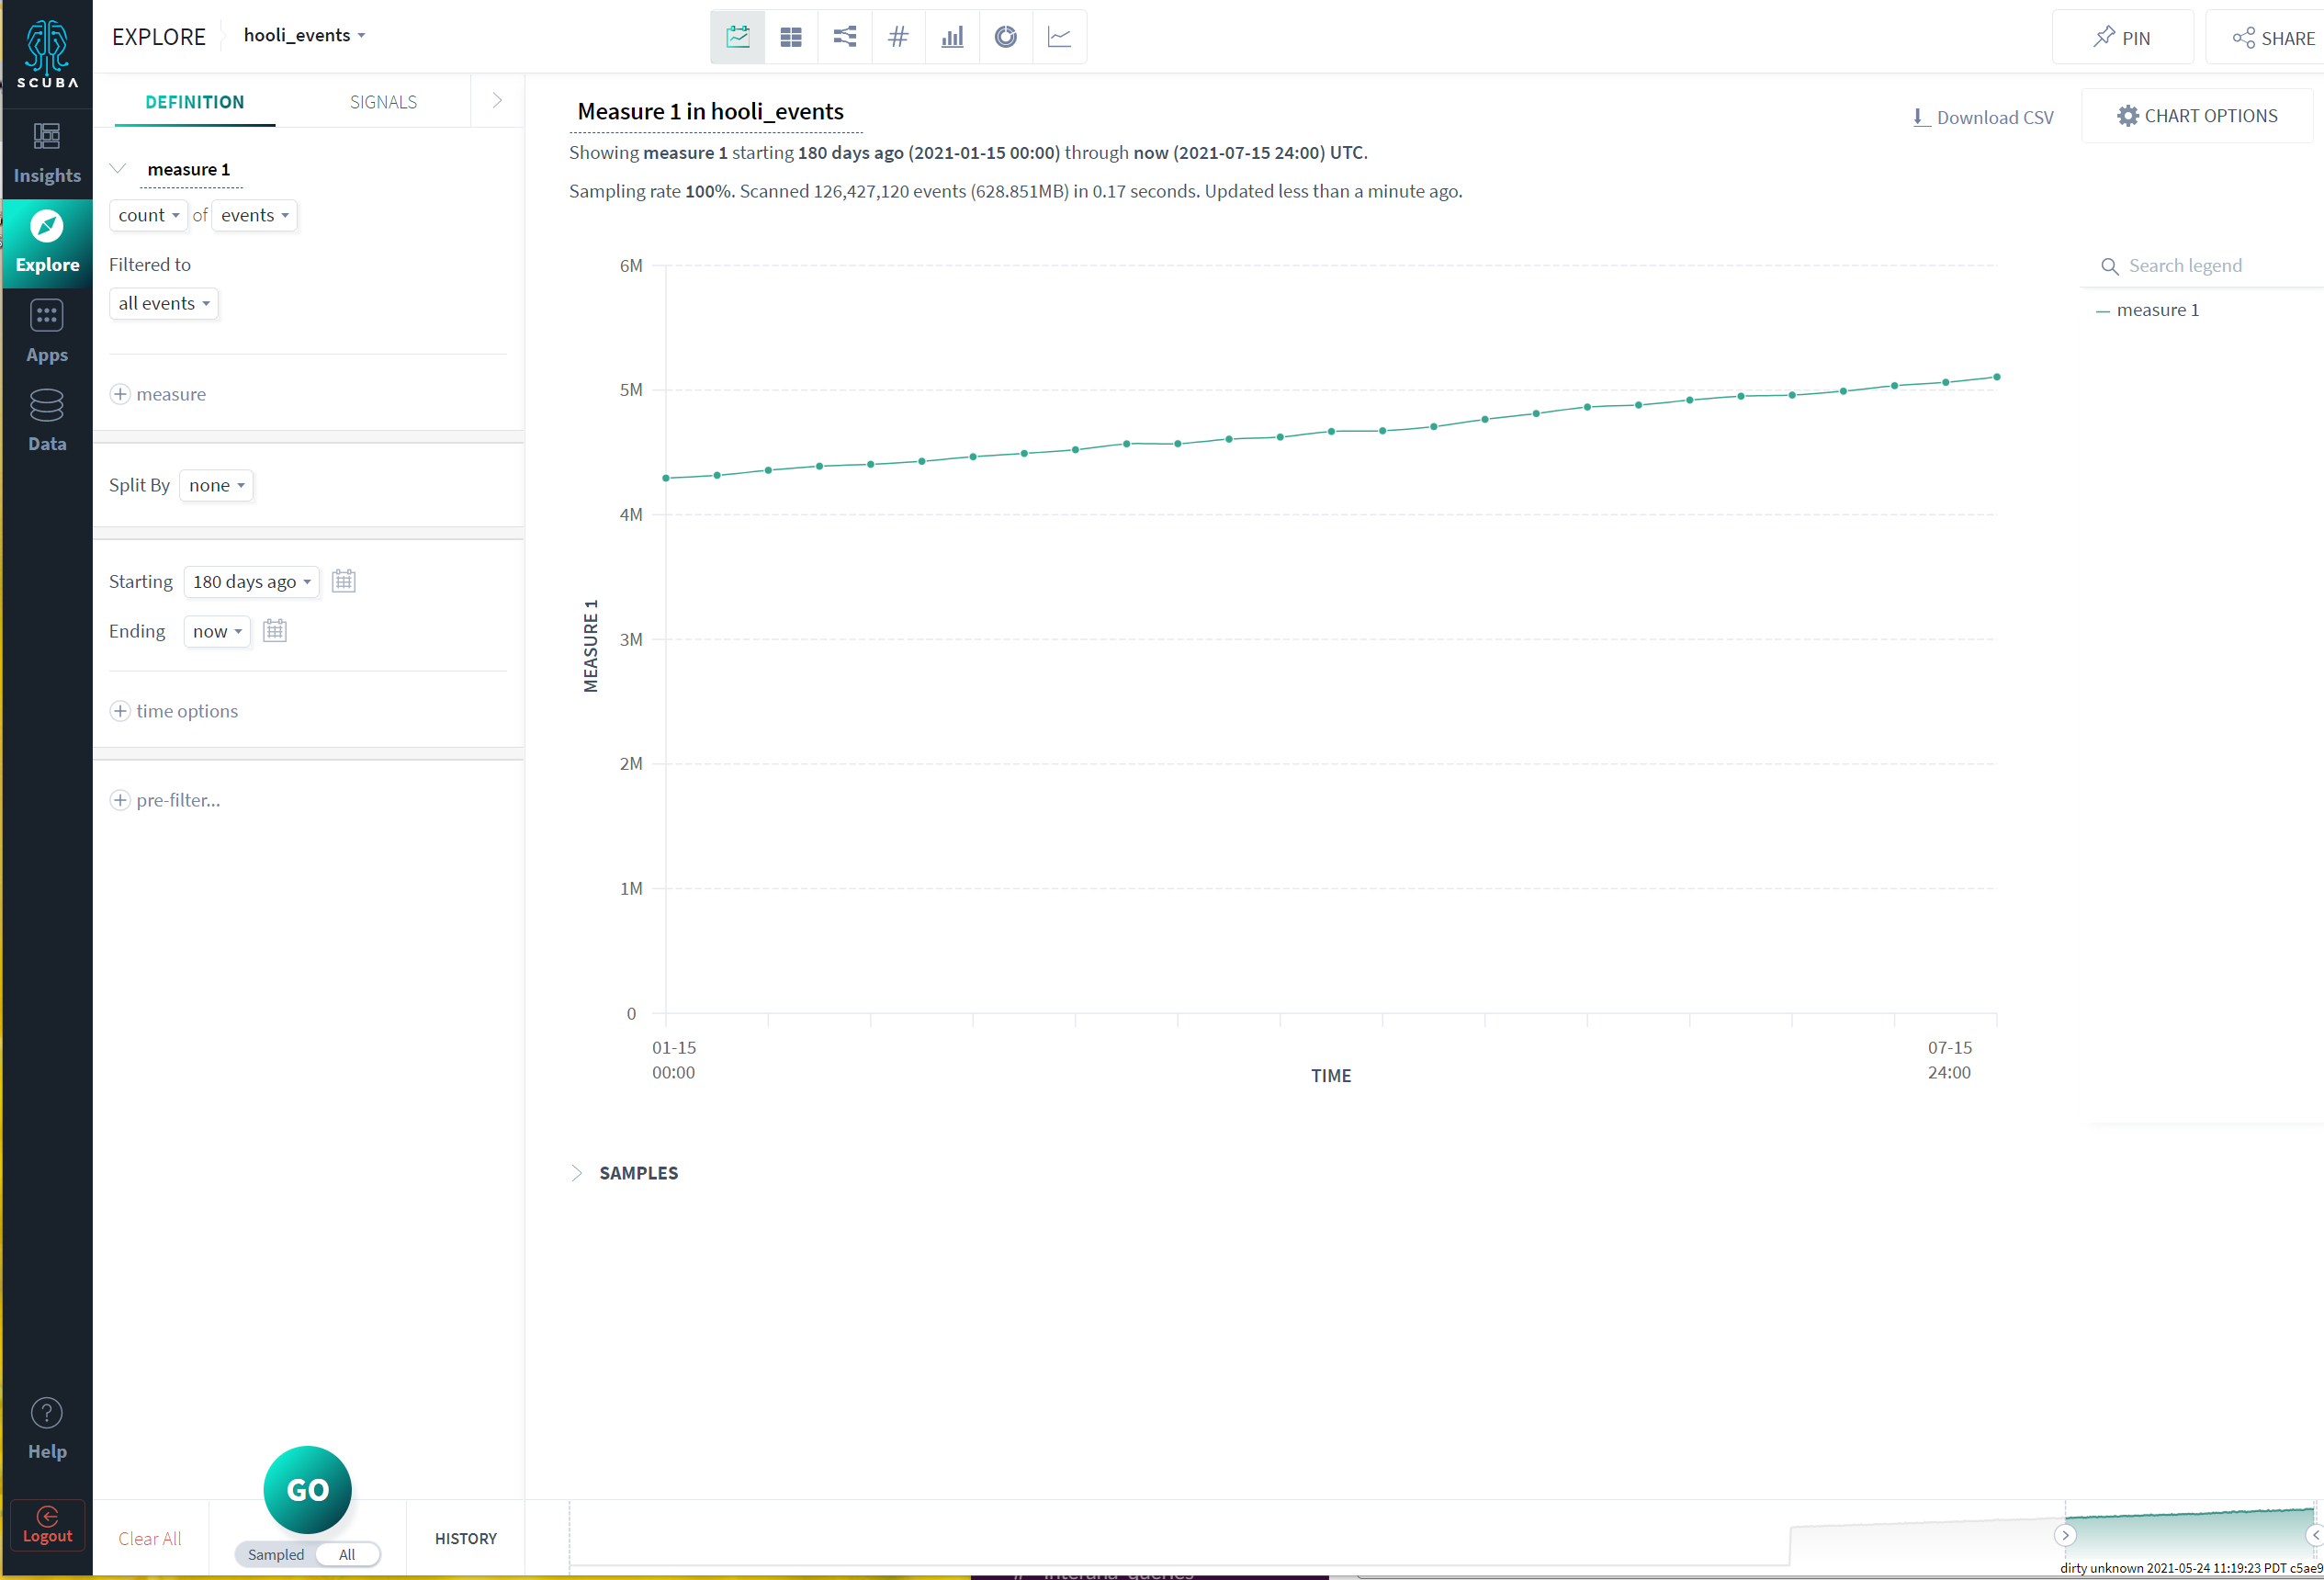 SCUBA
Insights
Explore
Apps
Data
Help
Logout
EXPLORE
hooli_events
PIN
SHARE
DEFINITION
SIGNALS
measure 1
count of events
Filtered to
all events
measure
Split By none
Starting 180 days ago
Ending now
time options
pre-filter...
Clear All
GO
Sampled All
HISTORY
Measure 1 in hooli_events
Download CSV
CHART OPTIONS
Showing measure 1 starting 180 days ago (2021-01-15 00:00) through now (2021-07-15 24:00) UTC.
Sampling rate 100%. Scanned 126,427,120 events (628.851MB) in 0.17 seconds. Updated less than a minute ago.
Search legend
measure 1
6M
5M
4M
3M
2M
1M
0
MEASURE 1
01-15
00:00
07-15
24:00
TIME
SAMPLES
dirty unknown 2021-05-24 11:19:23 PDT c5ae9